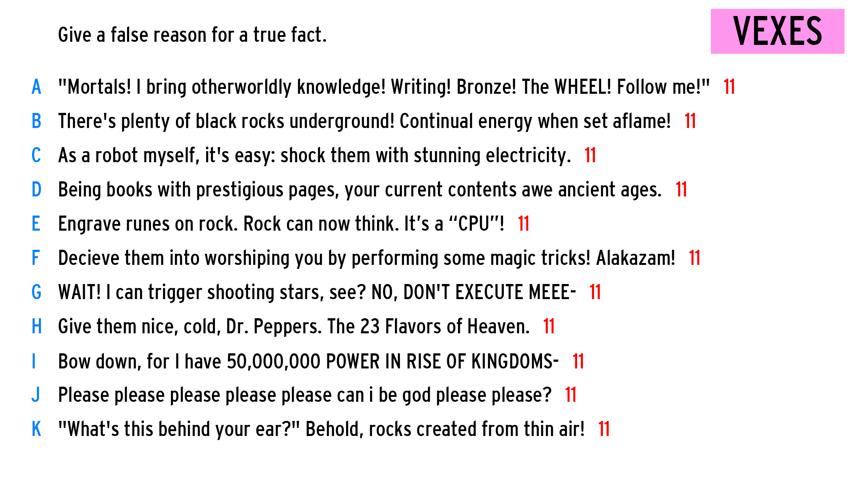 Give a false reason for a true fact.
VEXES
A "Mortals! I bring otherworldly knowledge! Writing! Bronze! The WHEEL! Follow me!" 11
B There's plenty of black rocks underground! Continual energy when set aflame! 11
C As a robot myself, it's easy: shock them with stunning electricity. 11
D Being books with prestigious pages, your current contents awe ancient ages. 11
E Engrave runes on rock. Rock can now think. It’s a “CPU”! 11
F Decieve them into worshiping you by performing some magic tricks! Alakazam! 11
G WAIT! I can trigger shooting stars, see? NO, DON'T EXECUTE MEEE- 11
H Give them nice, cold, Dr. Peppers. The 23 Flavors of Heaven. 11
I Bow down, for I have 50,000,000 POWER IN RISE OF KINGDOMS- 11
J Please please please please please can i be god please please? 11
K "What's this behind your ear?" Behold, rocks created from thin air! 11